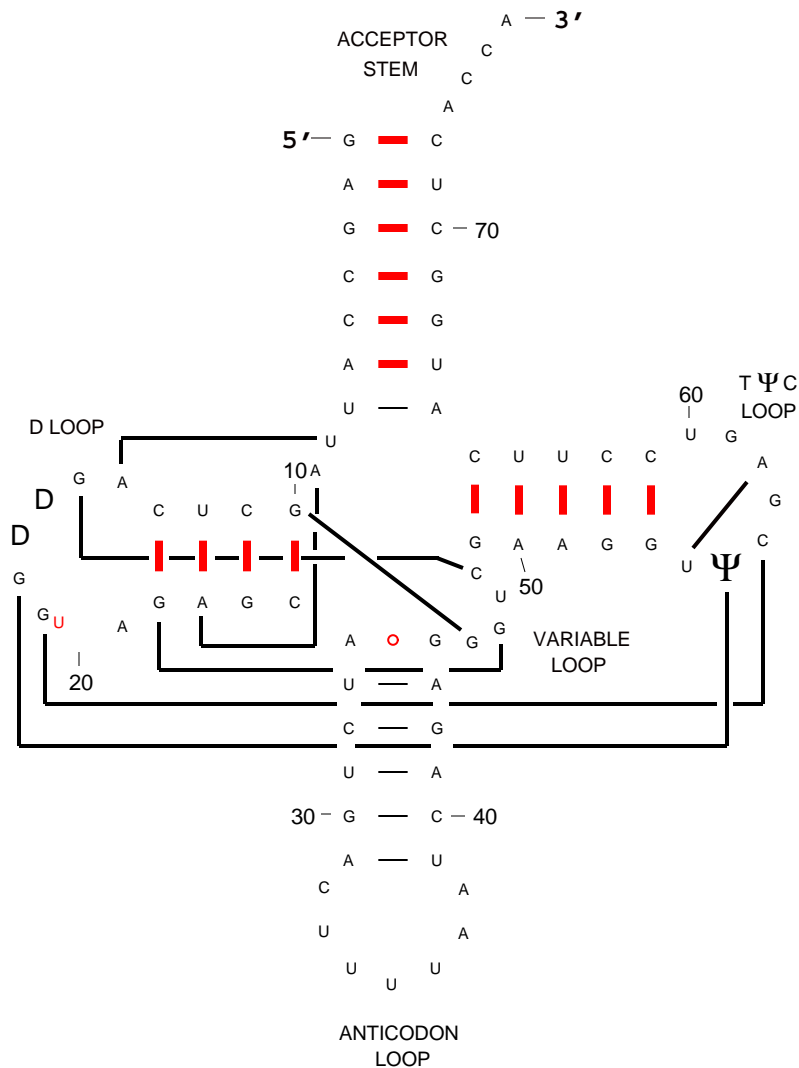 A — 3′
ACCEPTOR
STEM
C
C
A
5′ — G C
A U
G C — 70
C G
C G
A U
U A
60
T Ψ C
LOOP
D LOOP
U
U
G
C U U C C
A
10
A
G
A
D
G
C U C G
D
C
G A A G G
U
Ψ
C
50
G
U
G A G C
G
U
A
G
A G
G
VARIABLE
LOOP
20
U A
C G
U A
30 — G C — 40
A U
C
A
U
A
U
U
U
ANTICODON
LOOP